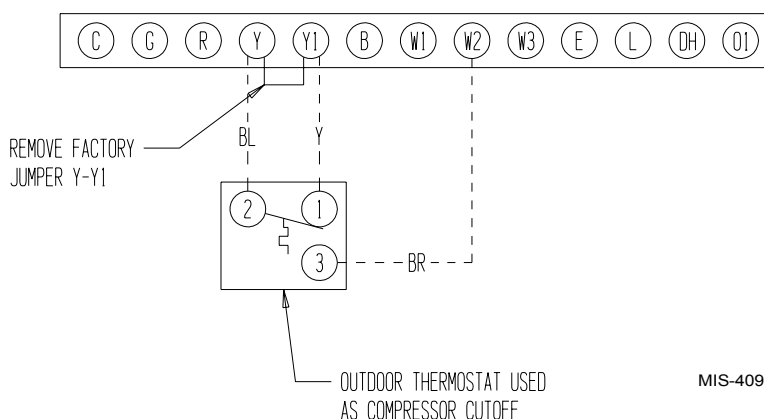 C G R Y Y1 B W1 W2 W3 E L DH O1
REMOVE FACTORY
JUMPER Y-Y1
BL Y
2 1
3 BR
OUTDOOR THERMOSTAT USED
AS COMPRESSOR CUTOFF
MIS-409